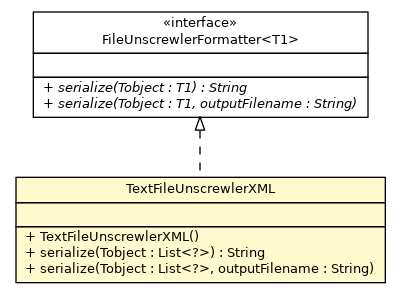 «interface»
FileUnscrewlerFormatter<T1>
+ serialize(Tobject : T1) : String
+ serialize(Tobject : T1, outputFilename : String)
TextFileUnscrewlerXML
+ TextFileUnscrewlerXML()
+ serialize(Tobject : List<?>) : String
+ serialize(Tobject : List<?>, outputFilename : String)